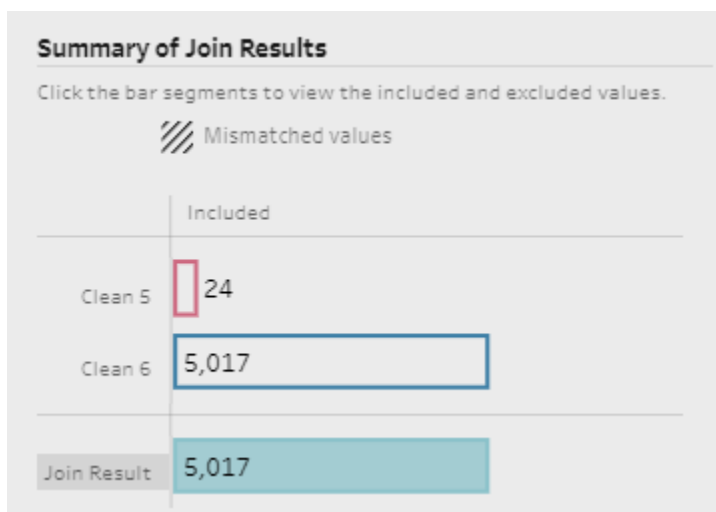 Summary of Join Results
Click the bar segments to view the included and excluded values.
Mismatched values
Included
Clean 5
24
Clean 6
5,017
Join Result
5,017